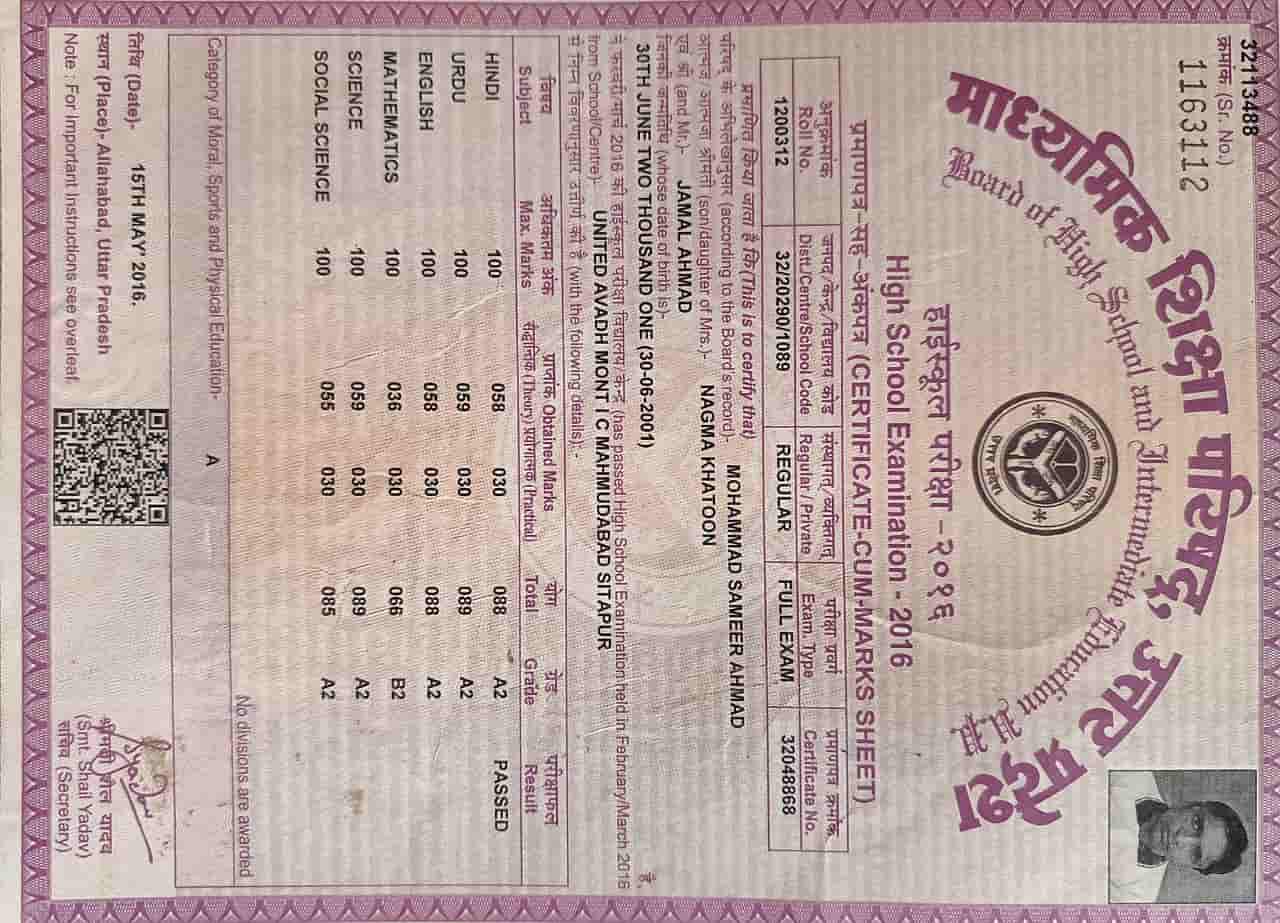 32113488
क्रमांक (Sr. No.)
1163112
माध्यमिक शिक्षा परिषद्, उत्तर प्रदेश
Board of High School and Intermediate Education U.P.
हाईस्कूल परीक्षा - २०१६
High School Examination - 2016
प्रमाणपत्र-सह-अंकपत्र (CERTIFICATE-CUM-MARKS SHEET)
अनुक्रमांक जनपद/केन्द्र/विद्यालय कोड संस्थागत/व्यक्तिगत परीक्षा प्रवर्ग प्रमाणपत्र क्रमांक
Roll No. Dist./Centre/School Code Regular / Private Exam. Type Certificate No.
1200312 32/20290/1089 REGULAR FULL EXAM 32048868
प्रमाणित किया जाता है कि(This is to certify that) MOHAMMAD SAMEER AHMAD
परिषद के अभिलेखानुसार (according to the Board's record)-
आत्मज/आत्मजा श्रीमती (son/daughter of Mrs.)- NAGMA KHATOON
एवं श्री (and Mr.)- JAMAL AHMAD
जिनकी जन्मतिथि (whose date of birth is)-
30TH JUNE TWO THOUSAND ONE (30-06-2001) है,
ने फरवरी/मार्च 2016 की हाईस्कूल परीक्षा विद्यालय/केन्द्र (has passed High School Examination held in February/March 2016
from School/Centre)- UNITED AVADH MONT I C MAHMUDABAD SITAPUR
से निम्न विवरणानुसार उत्तीर्ण की है (with the following details).-
विषय अधिकतम अंक प्राप्तांक Obtained Marks योग ग्रेड परीक्षाफल
Subject Max. Marks सैद्धान्तिक (Theory) प्रयोगात्मक (Practical) Total Grade Result
HINDI 100 058 030 088 A2 PASSED
URDU 100 059 030 089 A2
ENGLISH 100 058 030 088 A2
MATHEMATICS 100 036 030 066 B2
SCIENCE 100 059 030 089 A2
SOCIAL SCIENCE 100 055 030 085 A2
No divisions are awarded
Category of Moral, Sports and Physical Education- A
तिथि (Date)- 15TH MAY' 2016.
स्थान (Place)- Allahabad, Uttar Pradesh
Note : For Important Instructions see overleaf.
श्रीमती शैल यादव
(Smt. Shail Yadav)
सचिव (Secretary)